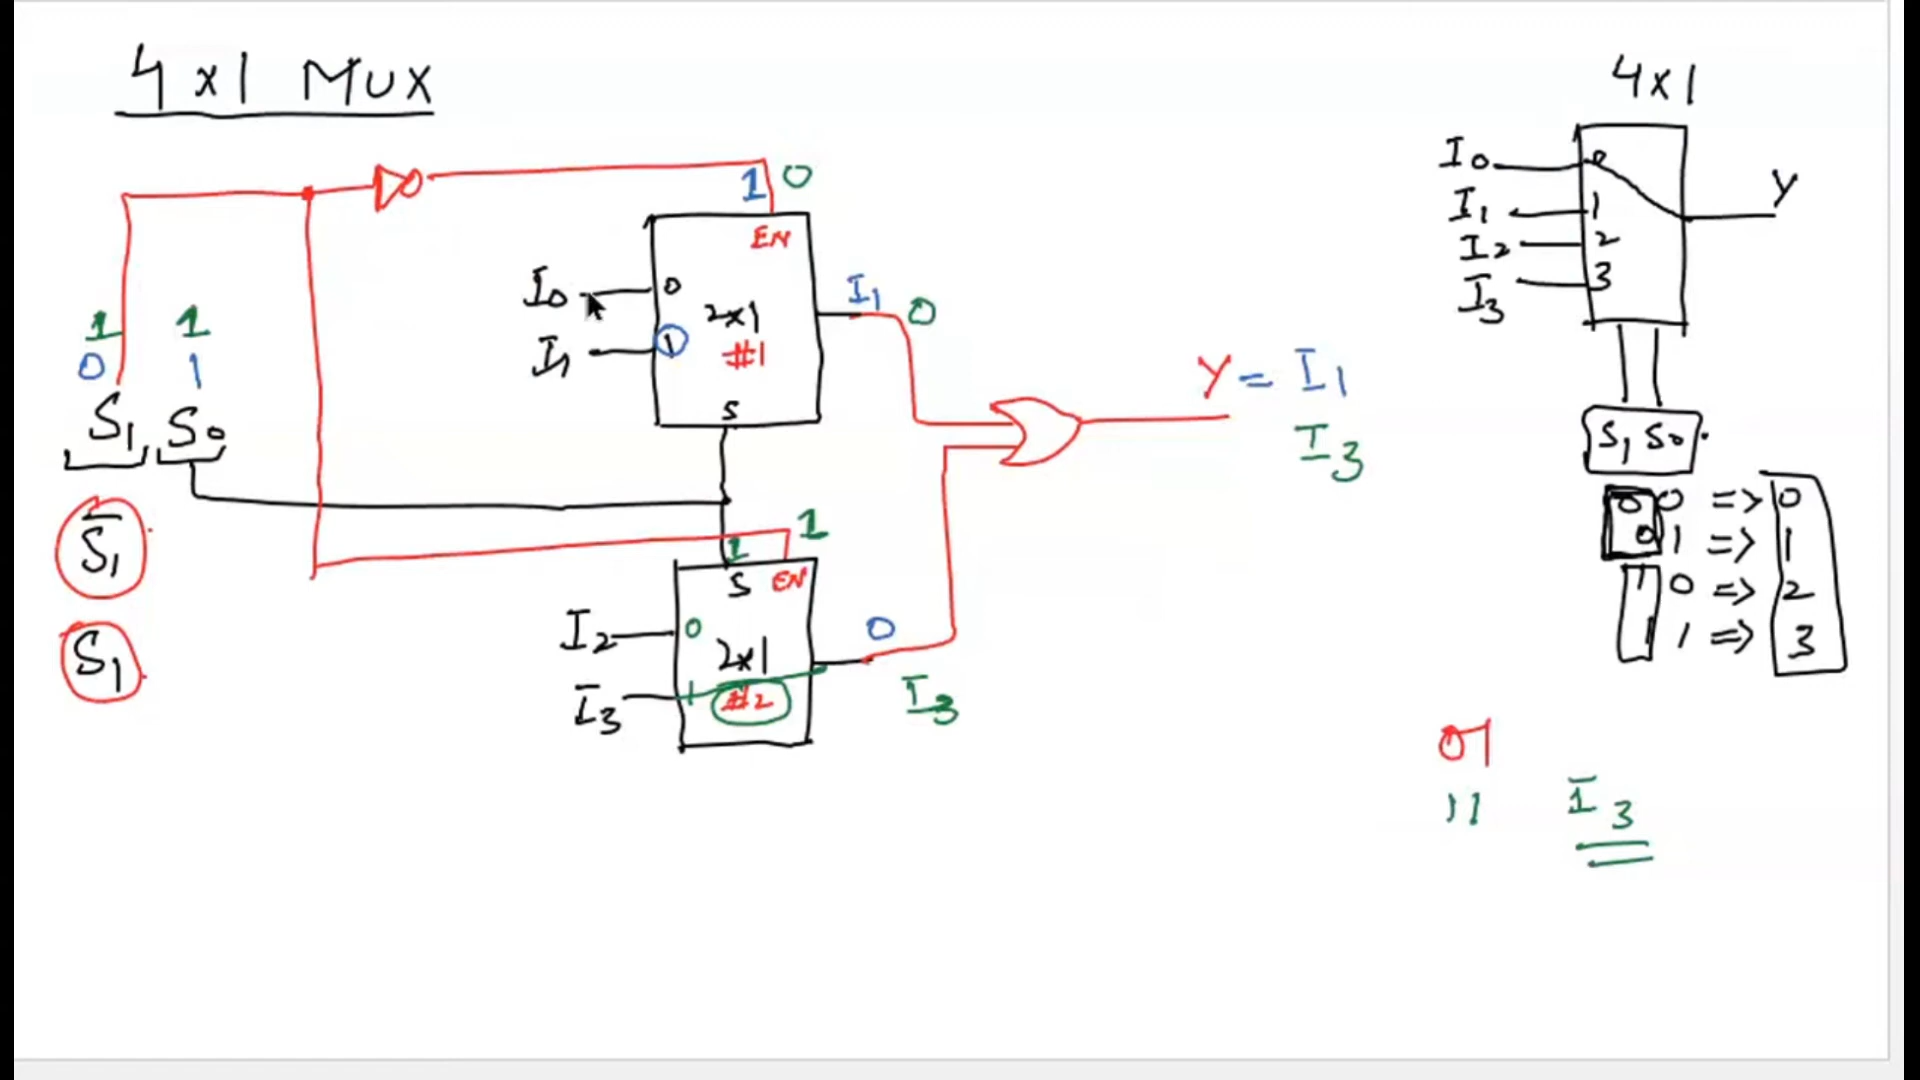 4x1 MUX
4x1
I0 0
I1 1
I2 2
I3 3
Y
S1 S0
0 0 => 0
0 1 => 1
1 0 => 2
1 1 => 3
1 0
EN
I0 0
I1 1
2x1
#1
S
I1 0
1 1
0 1
S1 S0
S̅1
S1
Y = I1
I3
1 1
S EN
I2 0
I3 1
2x1
#2
0
I3
01
11 I3